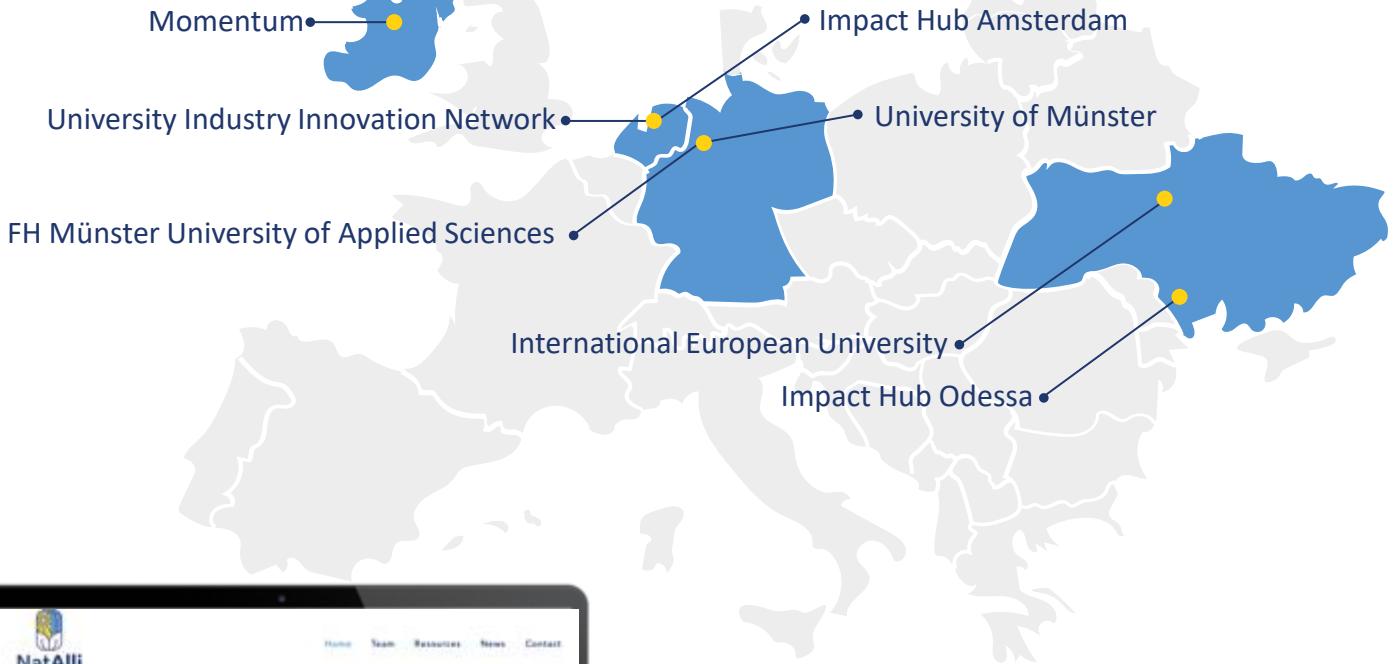 Momentum
Impact Hub Amsterdam
University Industry Innovation Network
University of Münster
FH Münster University of Applied Sciences
International European University
Impact Hub Odessa
Home Team Resources News Contact
NatAlli